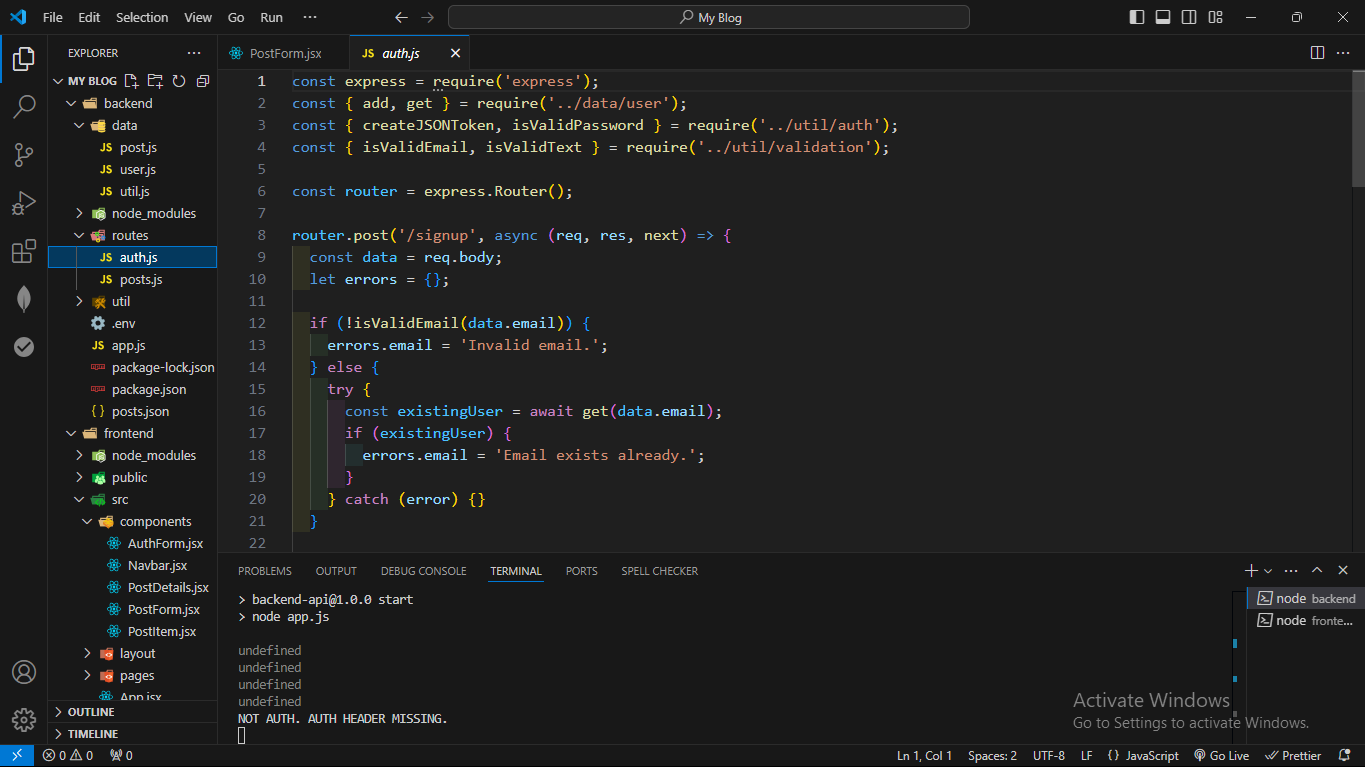 File Edit Selection View Go Run ···
My Blog
EXPLORER ···
MY BLOG
backend
data
JS post.js
JS user.js
JS util.js
node_modules
routes
JS auth.js
JS posts.js
util
.env
JS app.js
package-lock.json
package.json
{} posts.json
frontend
node_modules
public
src
components
AuthForm.jsx
Navbar.jsx
PostDetails.jsx
PostForm.jsx
PostItem.jsx
layout
pages
App.jsx
OUTLINE
TIMELINE
PostForm.jsx JS auth.js
1 const express = require('express');
2 const { add, get } = require('../data/user');
3 const { createJSONToken, isValidPassword } = require('../util/auth');
4 const { isValidEmail, isValidText } = require('../util/validation');
5
6 const router = express.Router();
7
8 router.post('/signup', async (req, res, next) => {
9 const data = req.body;
10 let errors = {};
11
12 if (!isValidEmail(data.email)) {
13 errors.email = 'Invalid email.';
14 } else {
15 try {
16 const existingUser = await get(data.email);
17 if (existingUser) {
18 errors.email = 'Email exists already.';
19 }
20 } catch (error) {}
21 }
22
PROBLEMS OUTPUT DEBUG CONSOLE TERMINAL PORTS SPELL CHECKER
> backend-api@1.0.0 start
> node app.js
undefined
undefined
undefined
undefined
NOT AUTH. AUTH HEADER MISSING.
node backend
node fronte...
Activate Windows
Go to Settings to activate Windows.
0 0 0
Ln 1, Col 1 Spaces: 2 UTF-8 LF {} JavaScript Go Live Prettier